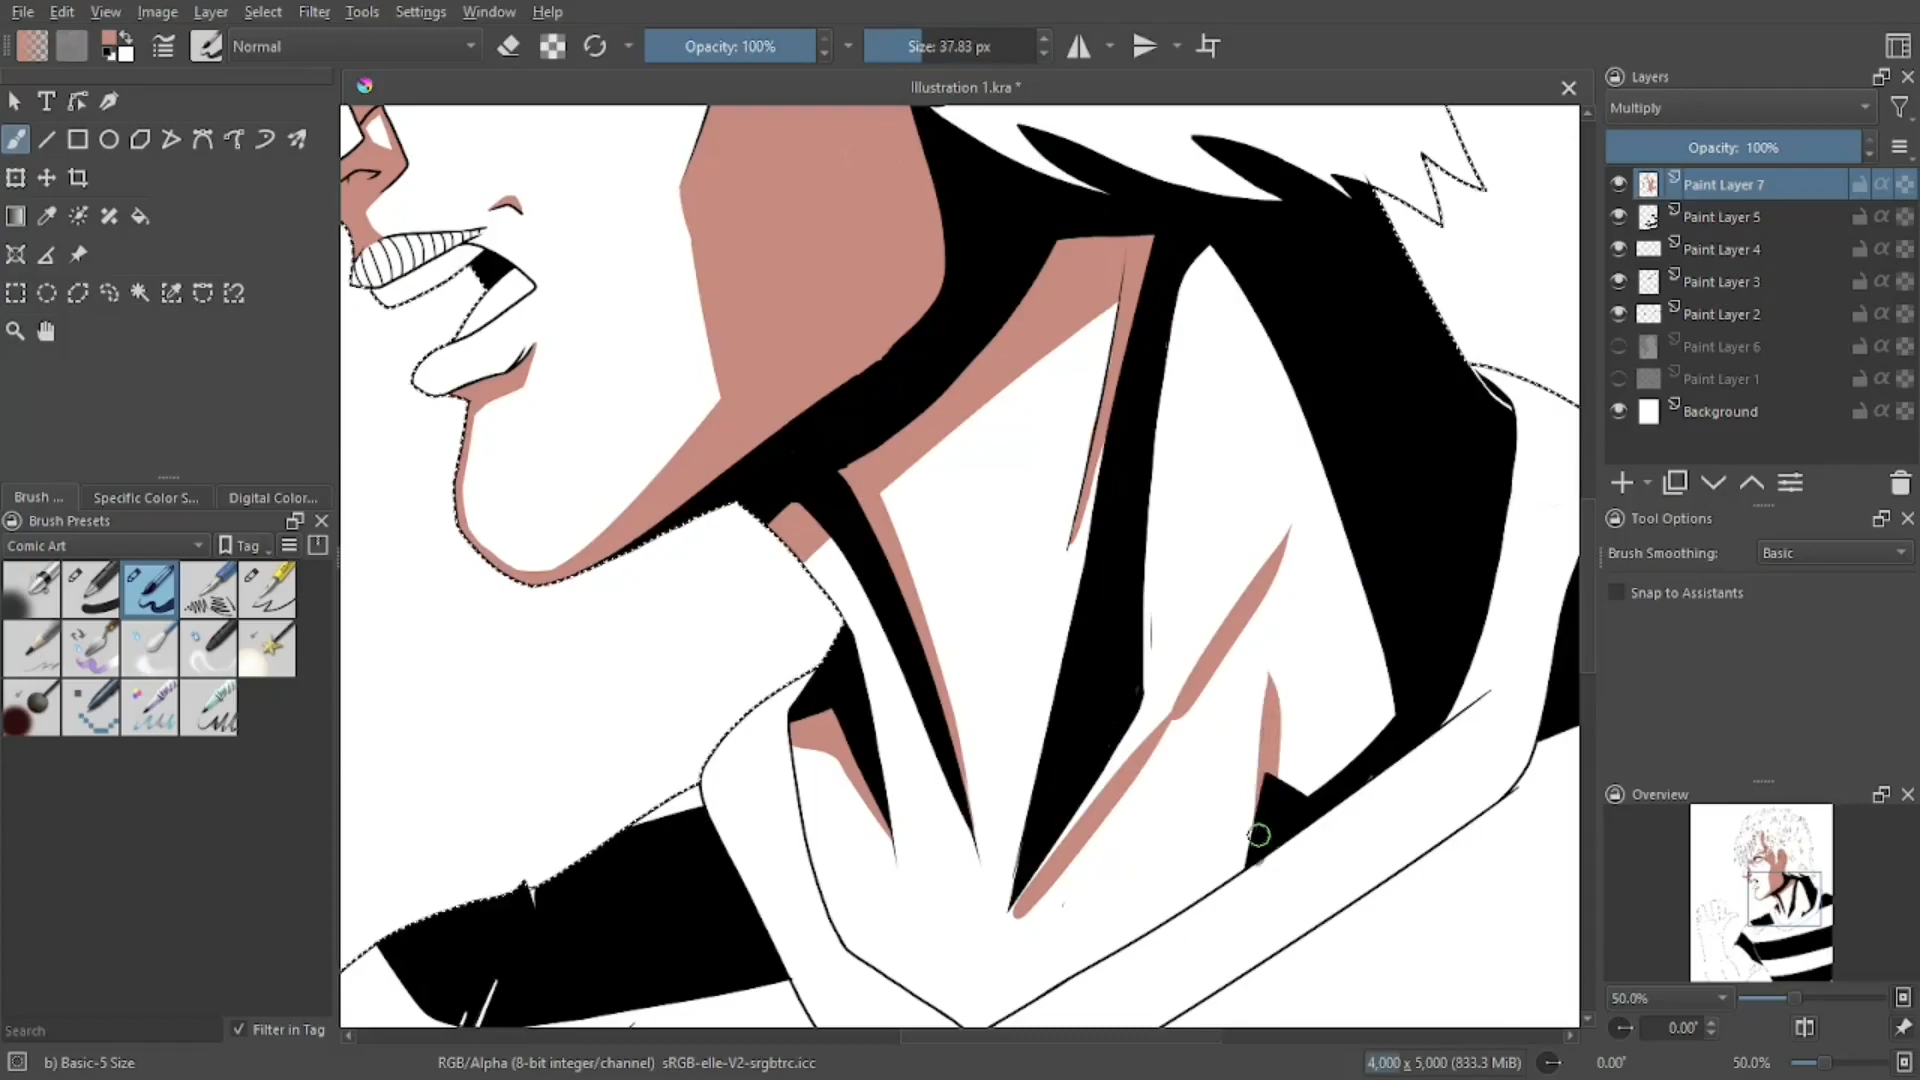 File Edit View Image Layer Select Filter Tools Settings Window Help
Normal
Opacity: 100%
Size: 37.83 px
Illustration 1.kra *
Layers
Multiply
Opacity: 100%
Paint Layer 7
Paint Layer 5
Paint Layer 4
Paint Layer 3
Paint Layer 2
Paint Layer 6
Paint Layer 1
Background
Brush ... Specific Color S... Digital Color...
Brush Presets
Comic Art
Tag
Tool Options
Brush Smoothing: Basic
Snap to Assistants
Overview
50.0%
0.00°
Search
Filter in Tag
b) Basic-5 Size
RGB/Alpha (8-bit integer/channel) sRGB-elle-V2-srgbtrc.icc
4,000 x 5,000 (833.3 MiB)
0.00°
50.0%